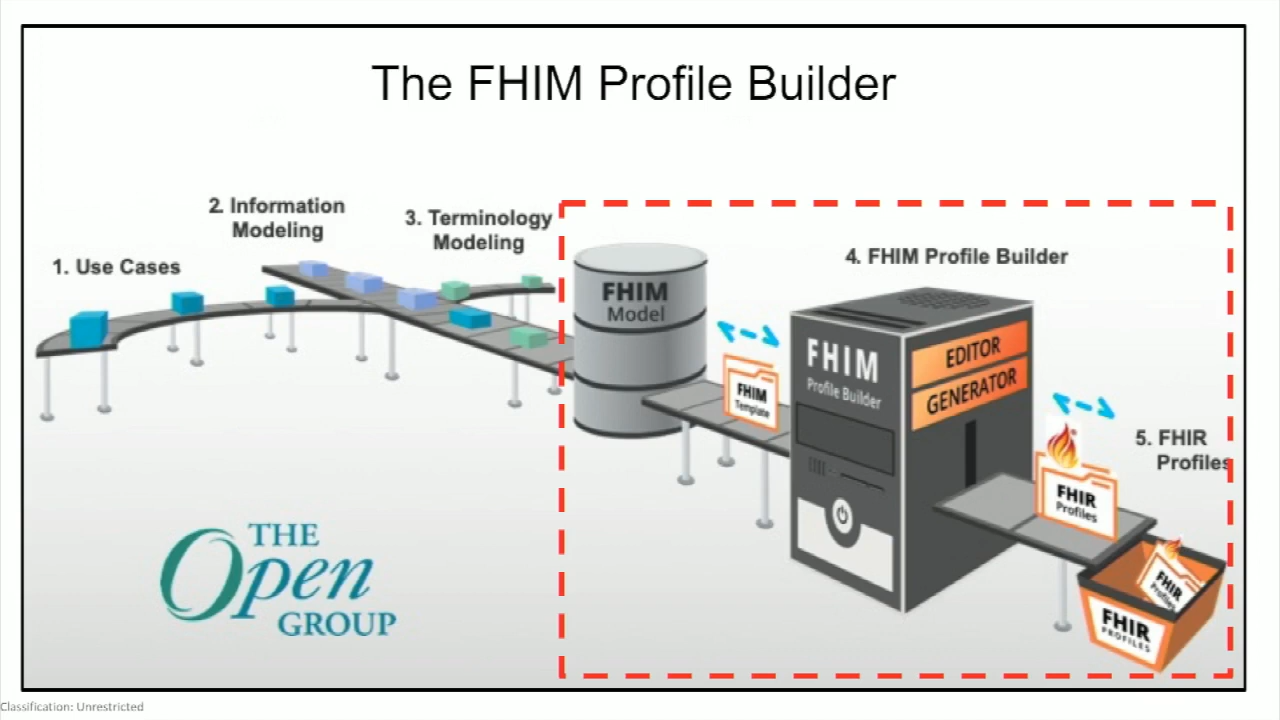 The FHIM Profile Builder
1. Use Cases
2. Information
Modeling
3. Terminology
Modeling
FHIM
Model
FHIM
Template
4. FHIM Profile Builder
FHIM
Profile Builder
EDITOR
GENERATOR
5. FHIR
Profiles
FHIR
Profiles
FHIR
Profiles
FHIR
PROFILES
THE
Open
GROUP
Classification: Unrestricted